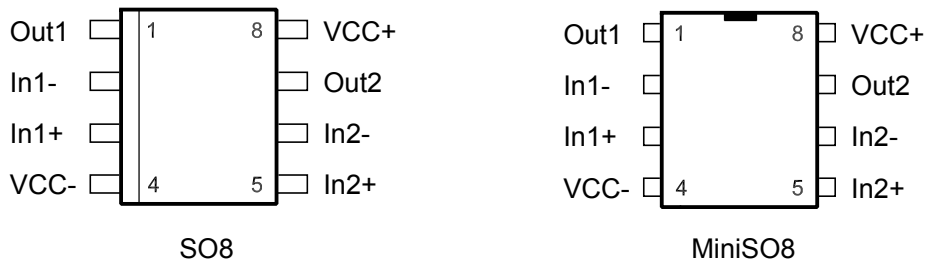 Out1 1 8 VCC+
In1- Out2
In1+ In2-
VCC- 4 5 In2+
SO8
Out1 1 8 VCC+
In1- Out2
In1+ In2-
VCC- 4 5 In2+
MiniSO8